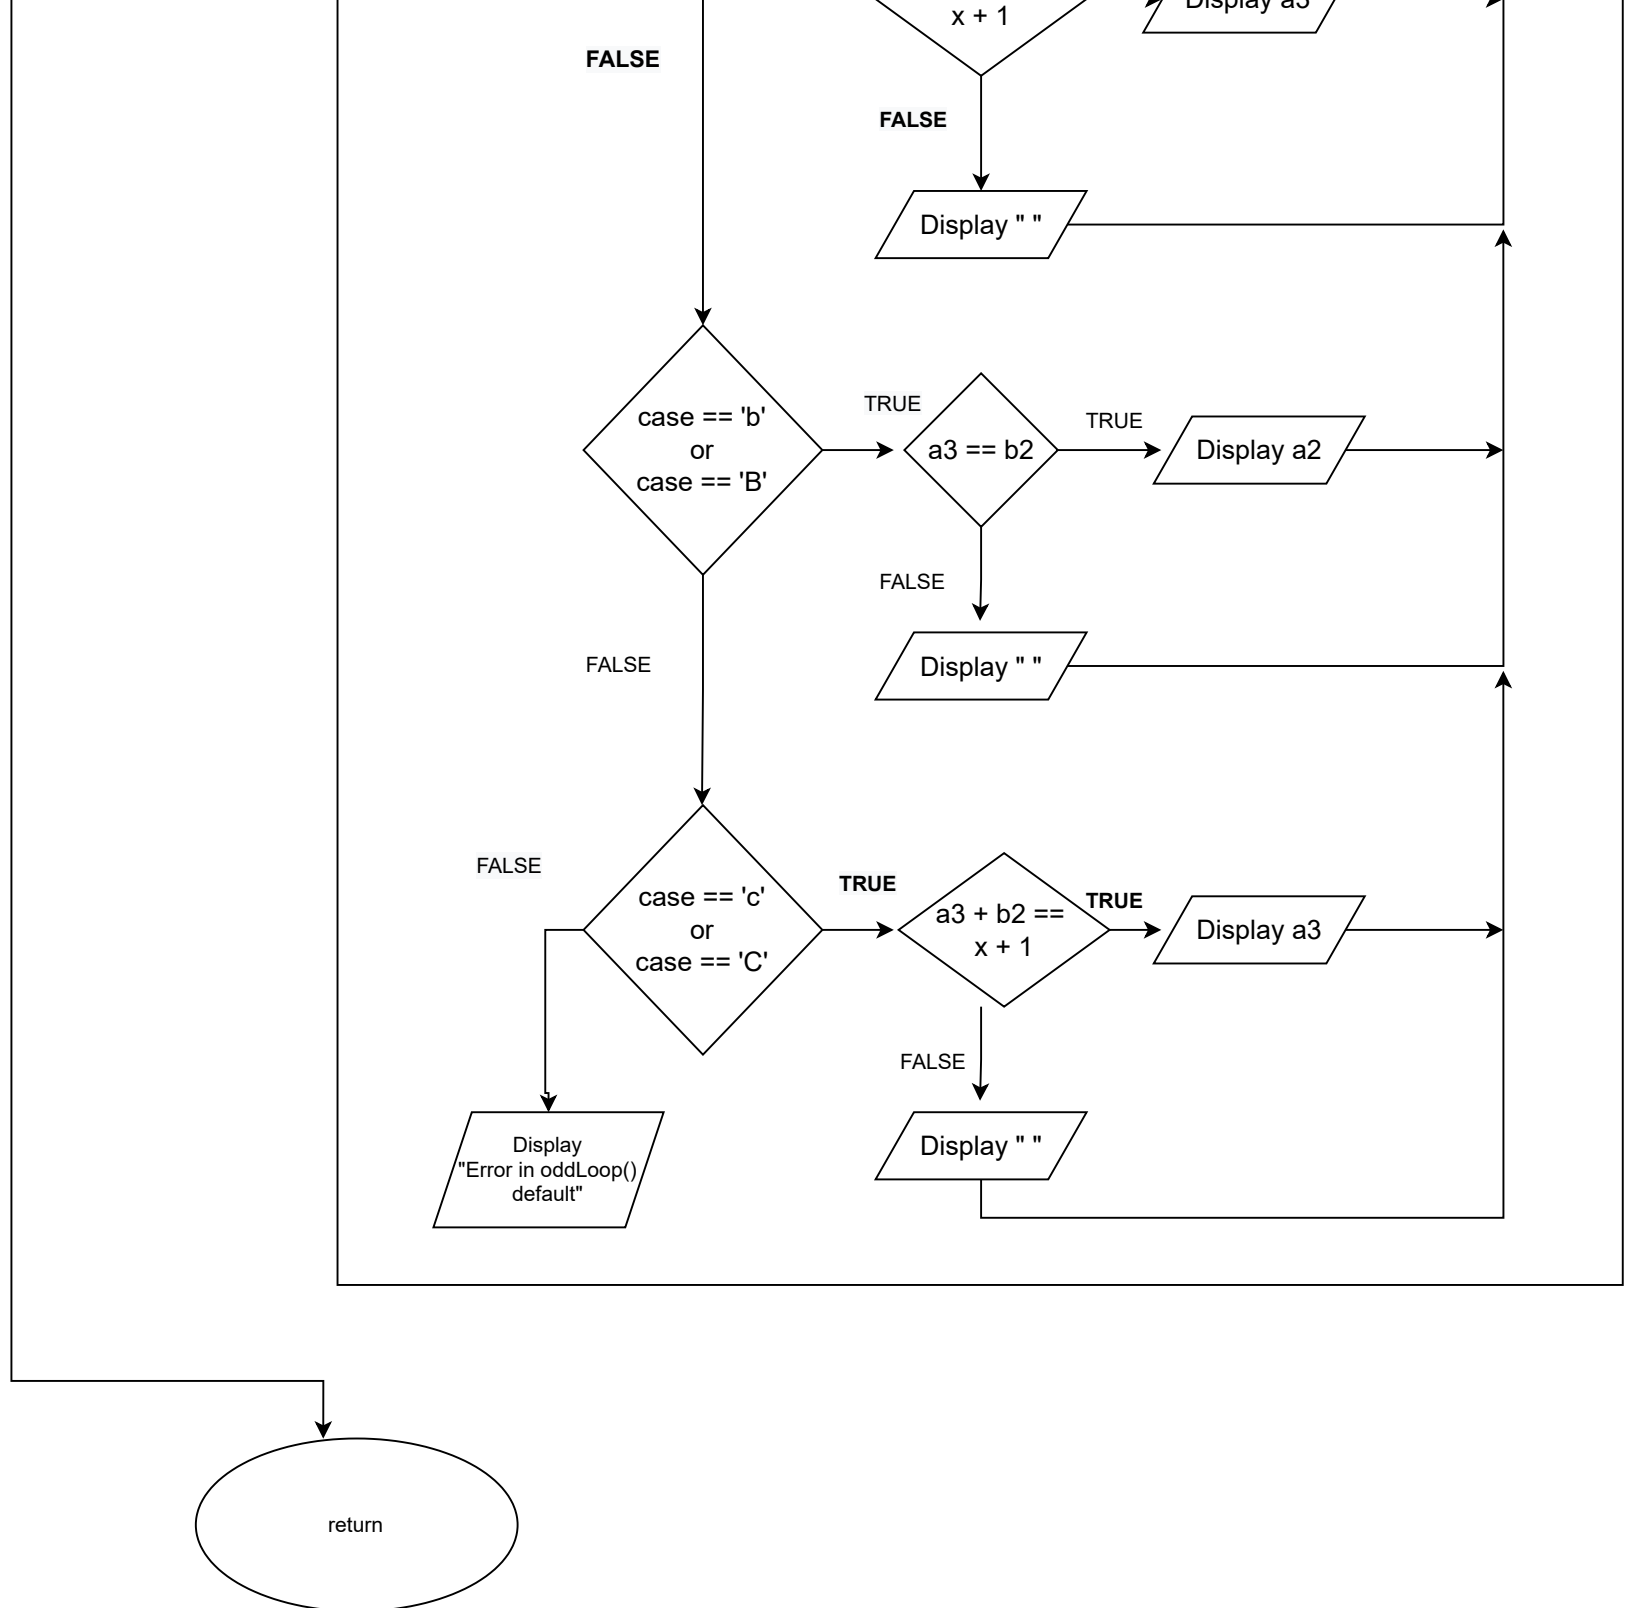 Display a3
x + 1
FALSE
FALSE
Display " "
case == 'b'
or
case == 'B'
TRUE
a3 == b2
TRUE
Display a2
FALSE
Display " "
FALSE
FALSE
case == 'c'
or
case == 'C'
TRUE
a3 + b2 ==
x + 1
TRUE
Display a3
FALSE
Display " "
Display
"Error in oddLoop()
default"
return